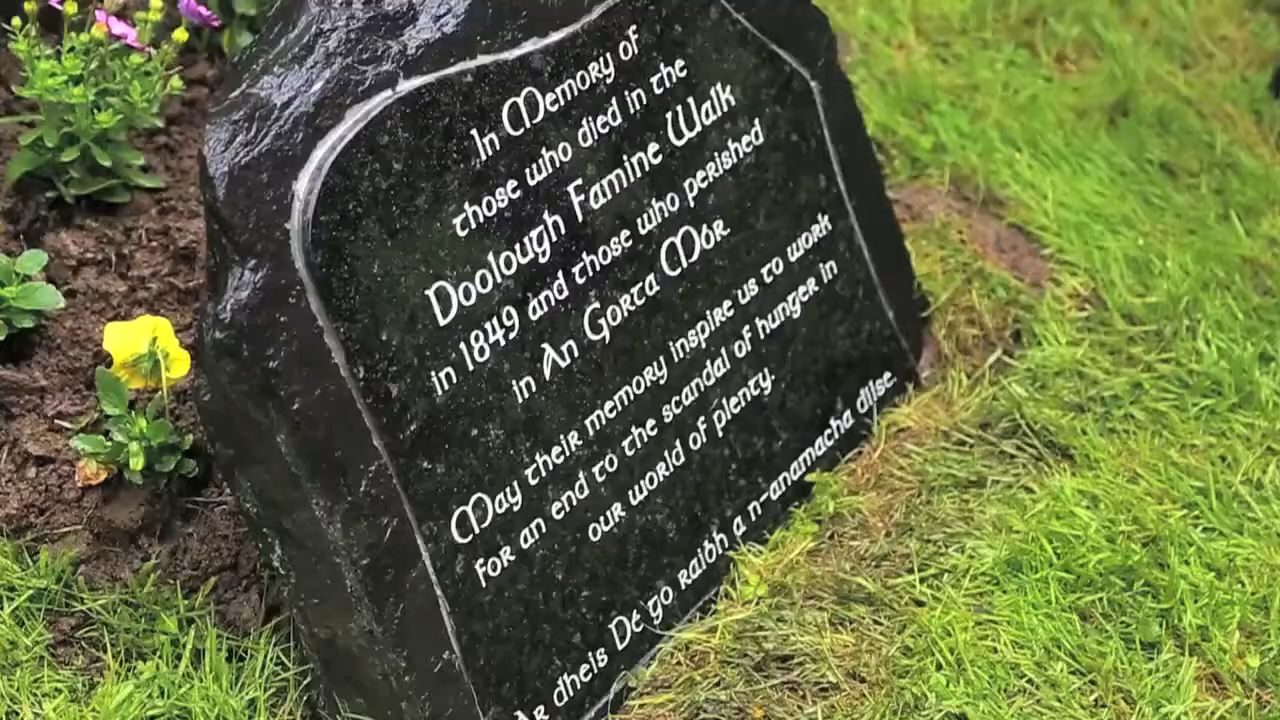 In Memory of
those who died in the
Doolough Famine Walk
in 1849 and those who perished
in An Gorta Mór
May their memory inspire us to work
for an end to the scandal of hunger in
our world of plenty.
Ar dheis Dé go raibh a n-anamacha dílse.